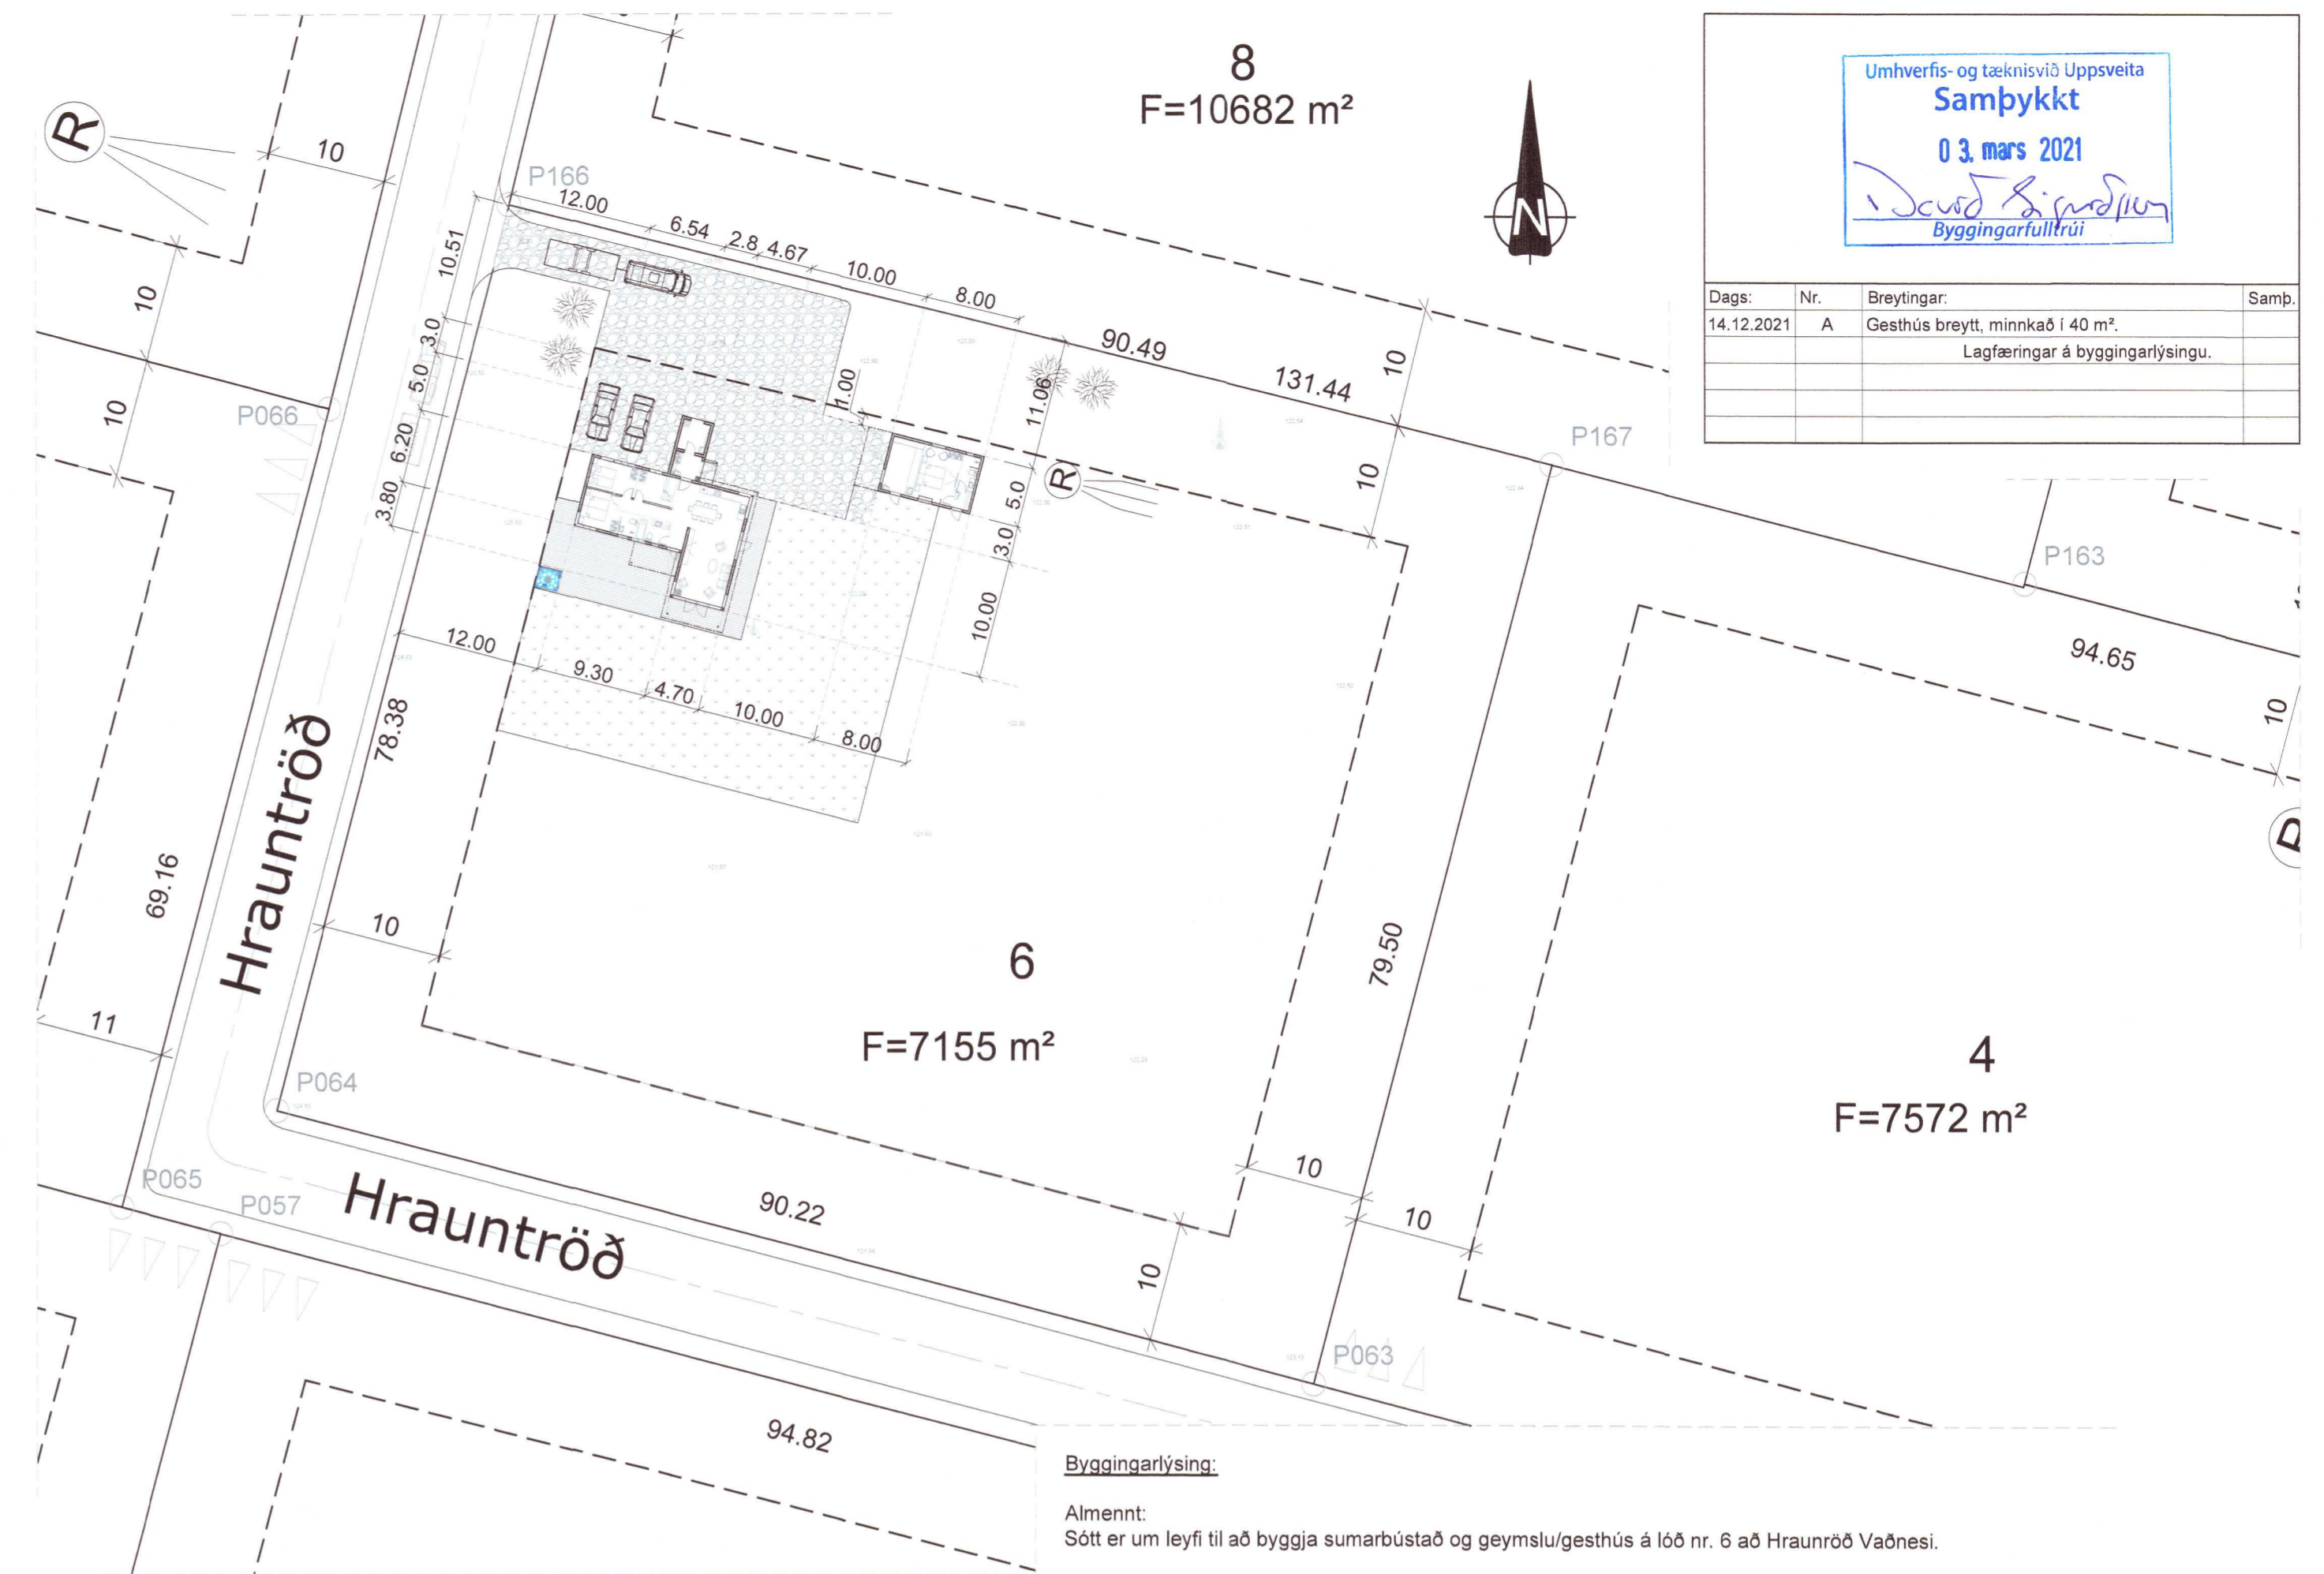 8
F=10682 m²
Umhverfis- og tæknisvið Uppsveita
Samþykkt
03. mars 2021
Byggingarfulltrúi
Dags: Nr. Breytingar: Samþ.
14.12.2021 A Gesthús breytt, minnkað í 40 m².
Lagfæringar á byggingarlýsingu.
R
10
10
10
P166
12.00
6.54
2.8
4.67
10.00
8.00
90.49
131.44
10
10
P167
P163
94.65
10
10.51
3.0
5.0
6.20
3.80
P066
1.00
11.06
5.0
3.0
10.00
R
N
12.00
9.30
4.70
10.00
8.00
78.38
Hrauntröð
69.16
10
11
79.50
6
F=7155 m²
4
F=7572 m²
P064
P065
P057
Hrauntröð
90.22
10
10
10
P063
94.82
Byggingarlýsing:
Almennt:
Sótt er um leyfi til að byggja sumarbústað og geymslu/gesthús á lóð nr. 6 að Hraunröð Vaðnesi.